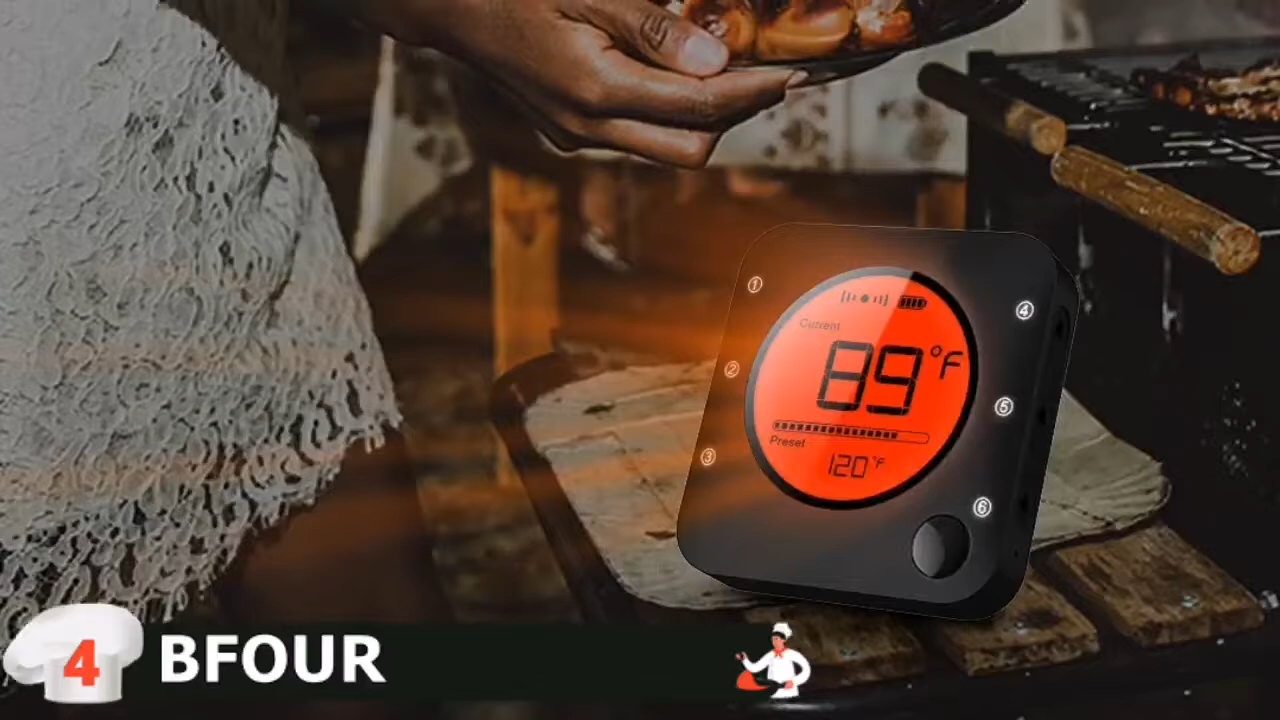 ①
②
③
④
⑤
⑥
Current
89°F
Preset
120°F
4 BFOUR